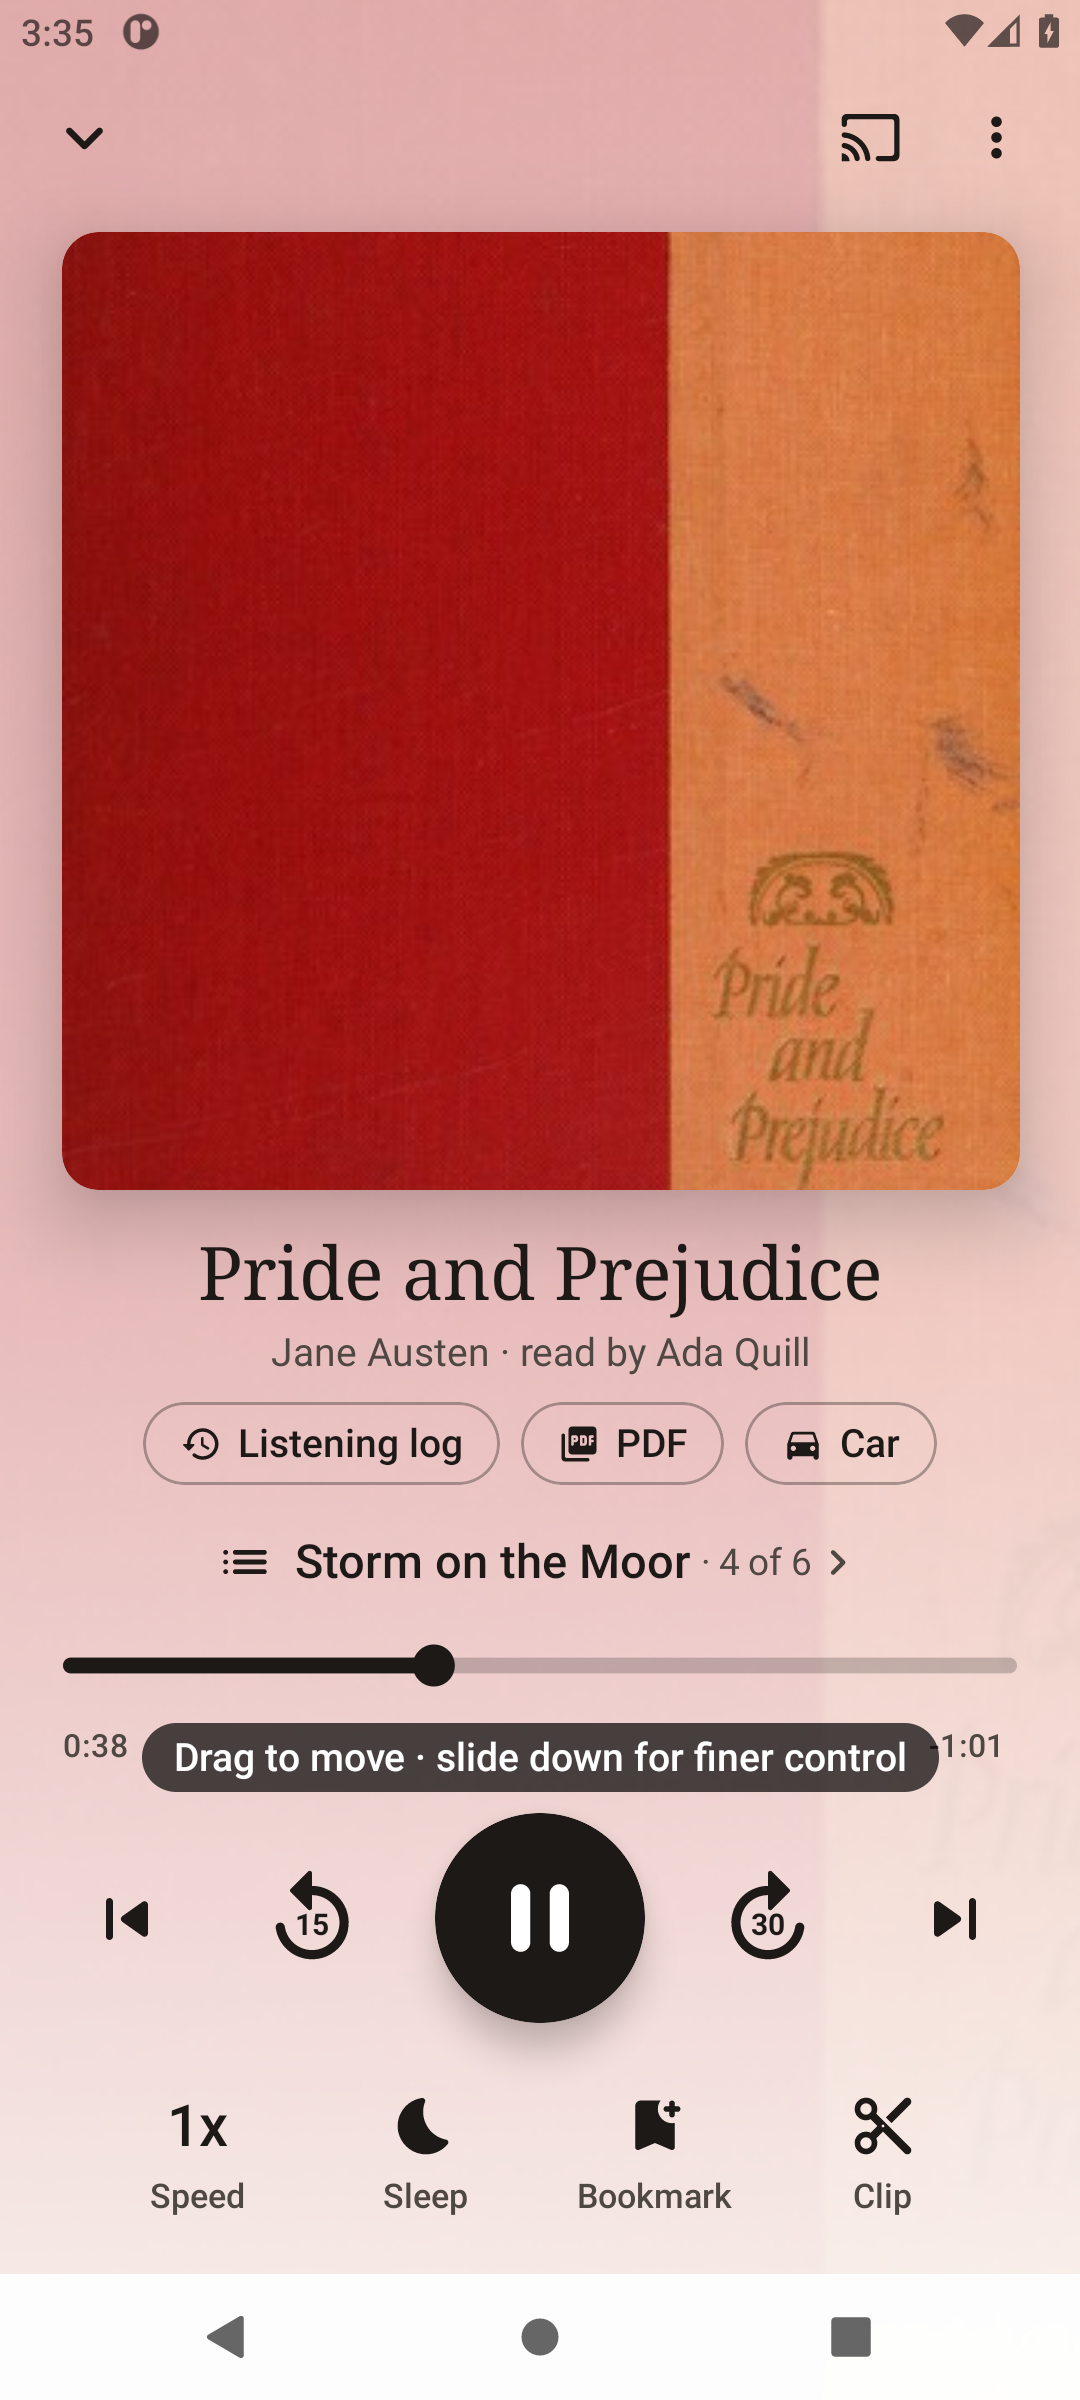 3:35
Pride
and
Prejudice
Pride and Prejudice
Jane Austen · read by Ada Quill
Listening log
PDF
PDF
Car
Storm on the Moor · 4 of 6
0:38
Drag to move · slide down for finer control
-1:01
15
30
1x
Speed
Sleep
Bookmark
Clip